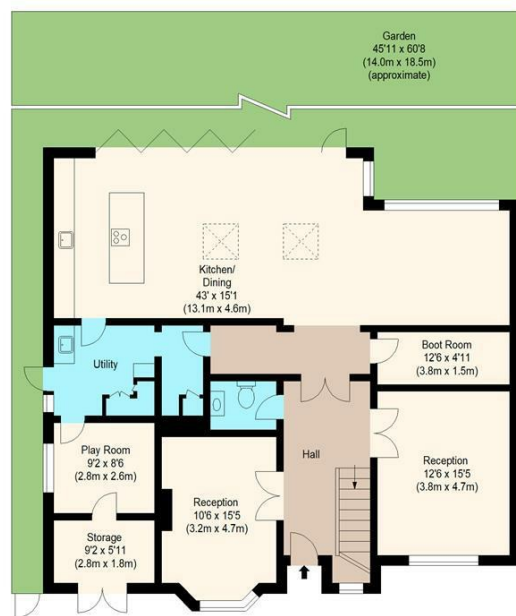 Garden
45'11 x 60'8
(14.0m x 18.5m)
(approximate)
Kitchen/
Dining
43' x 15'1
(13.1m x 4.6m)
Utility
Boot Room
12'6 x 4'11
(3.8m x 1.5m)
Play Room
9'2 x 8'6
(2.8m x 2.6m)
Hall
Reception
12'6 x 15'5
(3.8m x 4.7m)
Reception
10'6 x 15'5
(3.2m x 4.7m)
Storage
9'2 x 5'11
(2.8m x 1.8m)